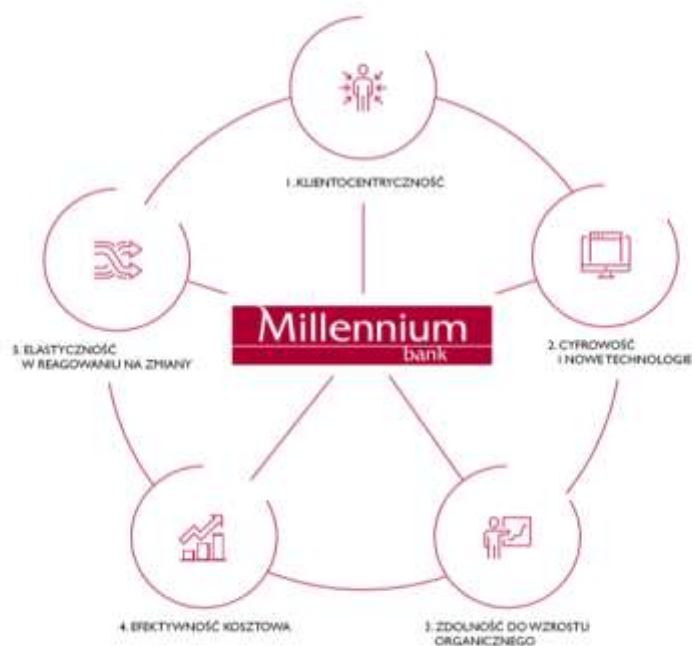 1. KLIENTOCENTRYCZNOŚĆ
Millennium
bank
2. CYFROWOŚĆ
I NOWE TECHNOLOGIE
3. ZDOLNOŚĆ DO WZROSTU
ORGANICZNEGO
4. EFEKTYWNOŚĆ KOSZTOWA
5. ELASTYCZNOŚĆ
W REAGOWANIU NA ZMIANY